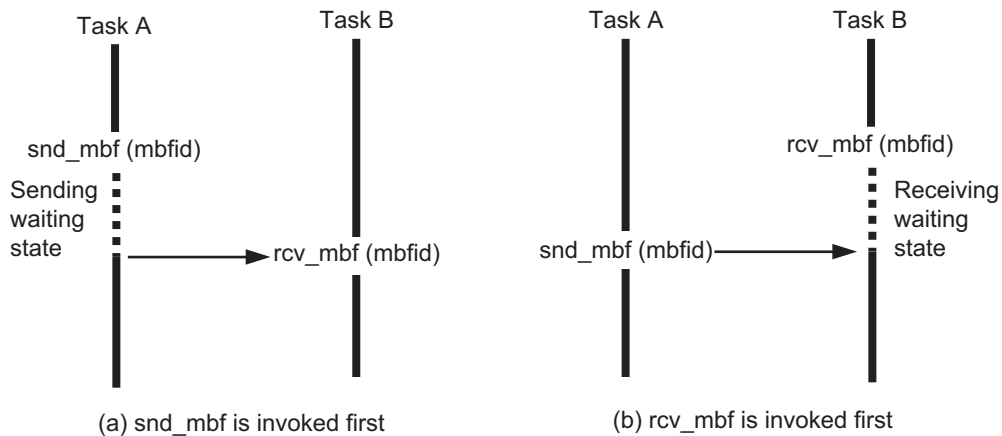 Task A
Task B
snd_mbf (mbfid)
Sending
waiting
state
rcv_mbf (mbfid)
(a) snd_mbf is invoked first
Task A
Task B
rcv_mbf (mbfid)
Receiving
waiting
state
snd_mbf (mbfid)
(b) rcv_mbf is invoked first